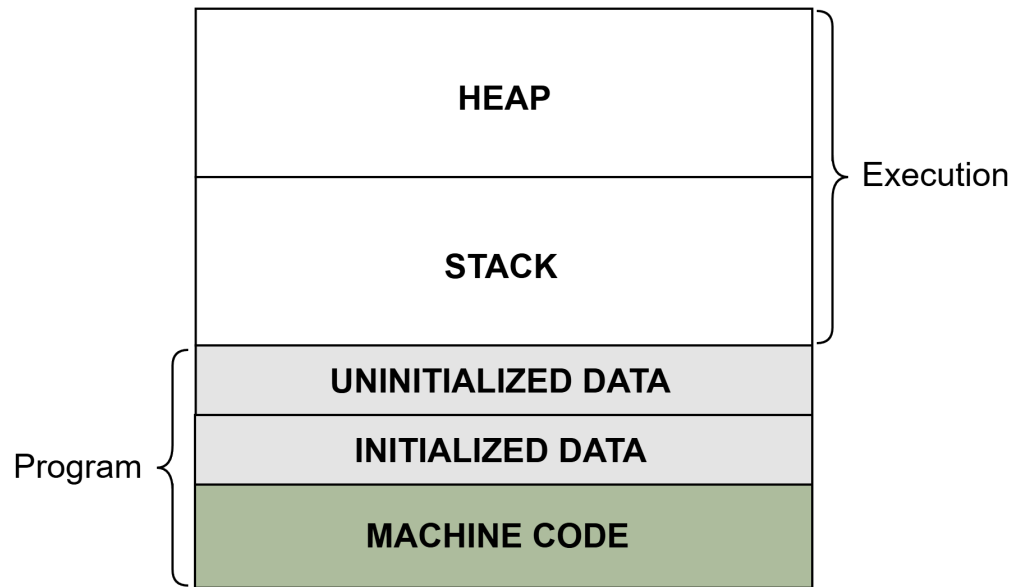 HEAP
Execution
STACK
UNINITIALIZED DATA
INITIALIZED DATA
Program
MACHINE CODE